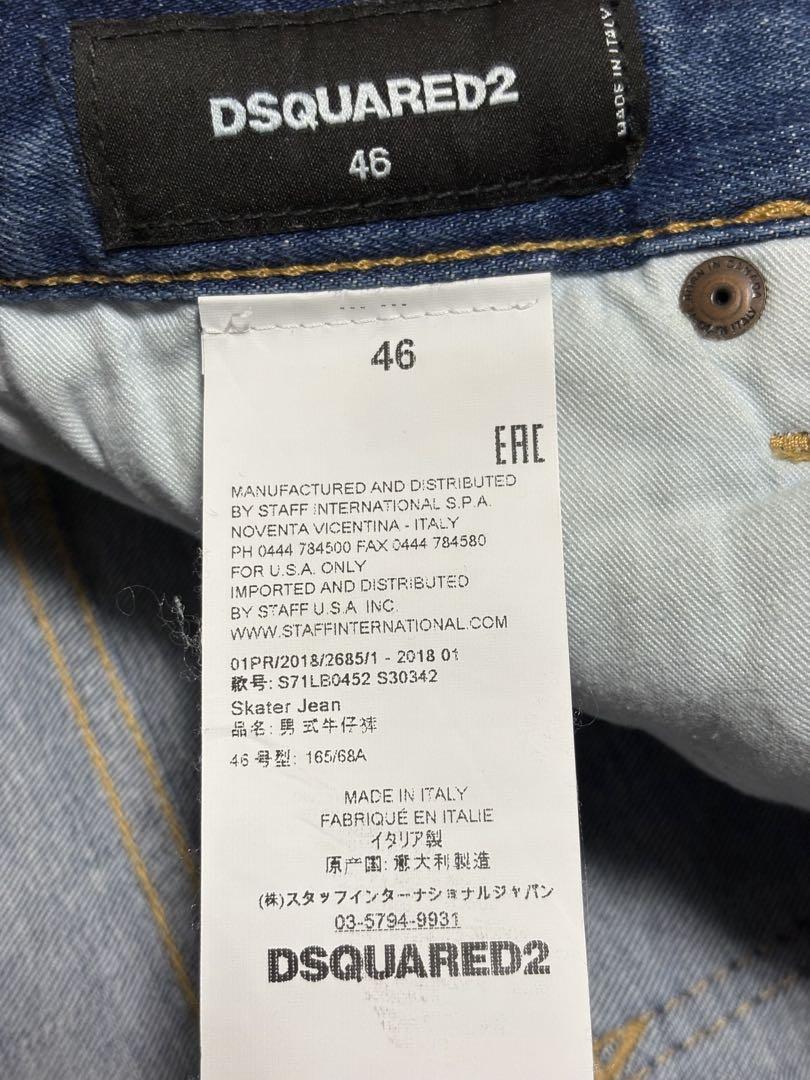 DSQUARED2
46
MADE IN ITALY
46
EAC
MANUFACTURED AND DISTRIBUTED
BY STAFF INTERNATIONAL S.P.A.
NOVENTA VICENTINA - ITALY
PH 0444 784500 FAX 0444 784580
FOR U.S.A. ONLY
IMPORTED AND DISTRIBUTED
BY STAFF U.S.A. INC.
WWW.STAFFINTERNATIONAL.COM
01PR/2018/2685/1 - 2018 01
款号: S71LB0452 S30342
Skater Jean
品名: 男式牛仔裤
46 号型: 165/68A
MADE IN ITALY
FABRIQUÉ EN ITALIE
イタリア製
原产国: 意大利製造
(株)スタッフインターナショナルジャパン
03-5794-9931
DSQUARED2
BORN IN CANADA
ITALY